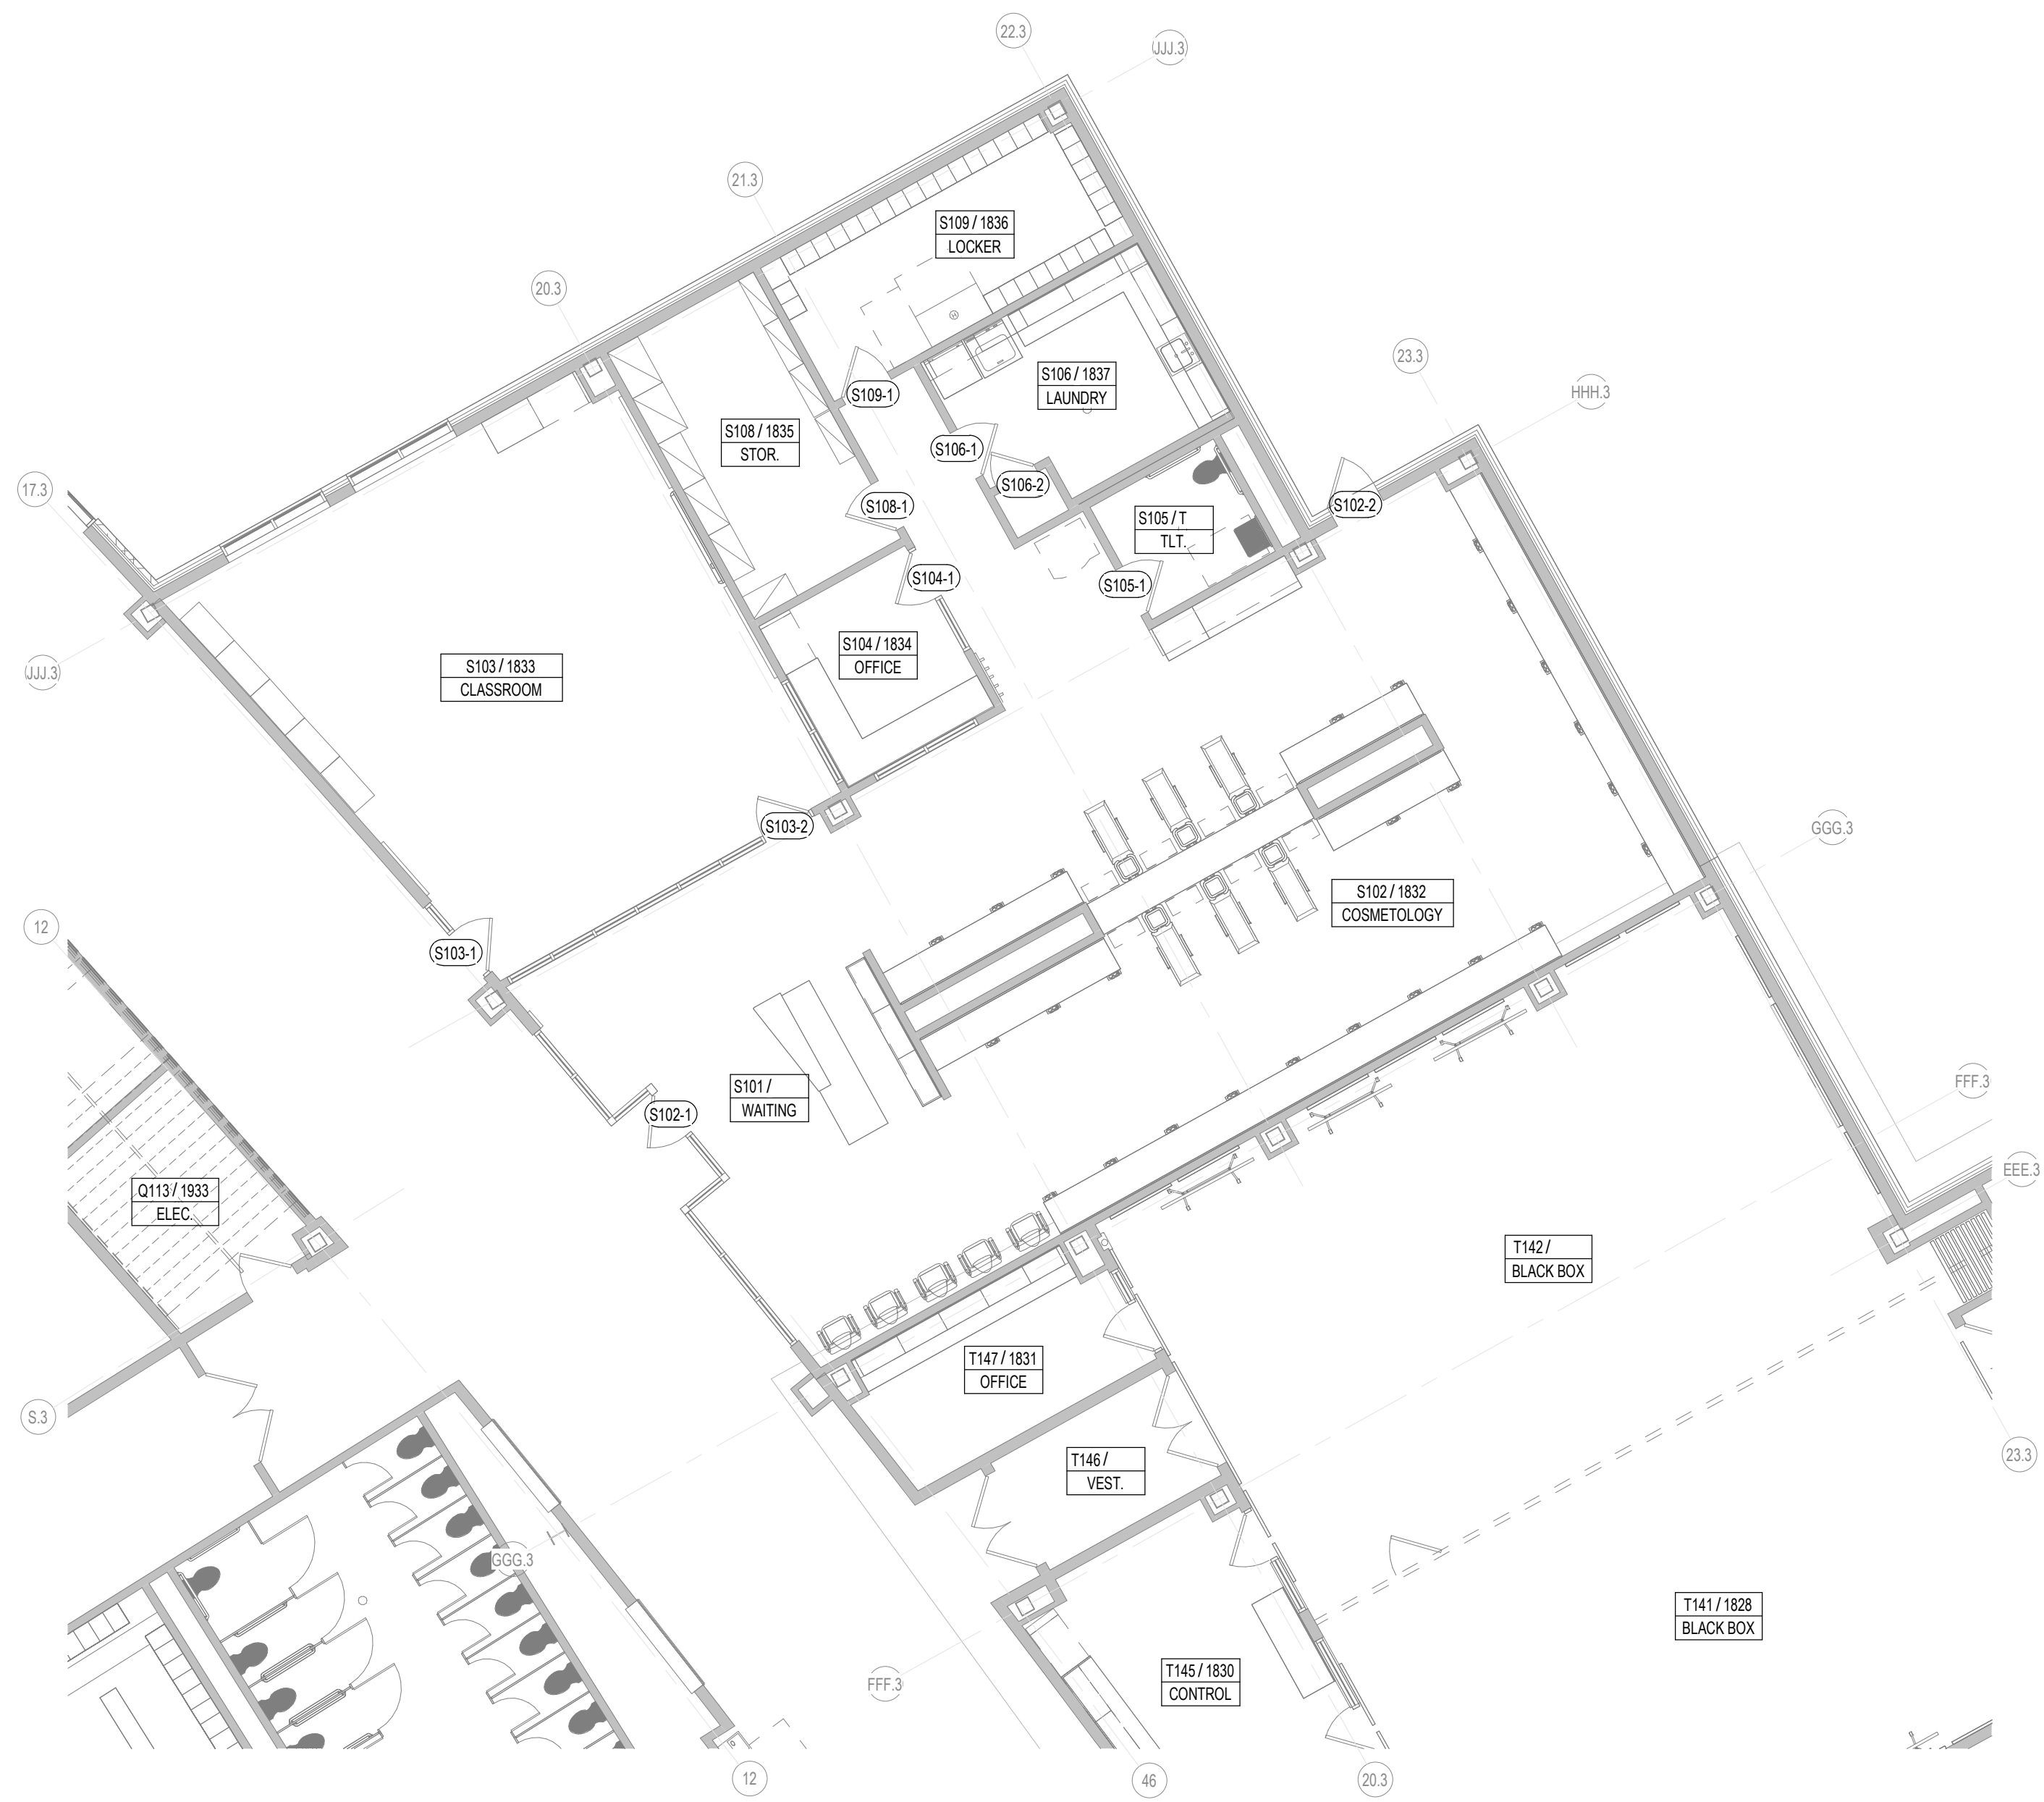 22.3
JJJ.3
21.3
S109 / 1836
LOCKER
20.3
23.3
S106 / 1837
LAUNDRY
HHH.3
S109-1
S108 / 1835
STOR.
S106-1
17.3
S106-2
S108-1
S102-2
S105 / T
TLT.
S104-1
S105-1
S104 / 1834
OFFICE
JJJ.3
S103 / 1833
CLASSROOM
S103-2
GGG.3
S102 / 1832
COSMETOLOGY
12
S103-1
S101 /
WAITING
FFF.3
S102-1
EEE.3
Q113 / 1933
ELEC.
T142 /
BLACK BOX
T147 / 1831
OFFICE
S.3
T146 /
VEST.
23.3
GGG.3
T141 / 1828
BLACK BOX
FFF.3
T145 / 1830
CONTROL
12
46
20.3